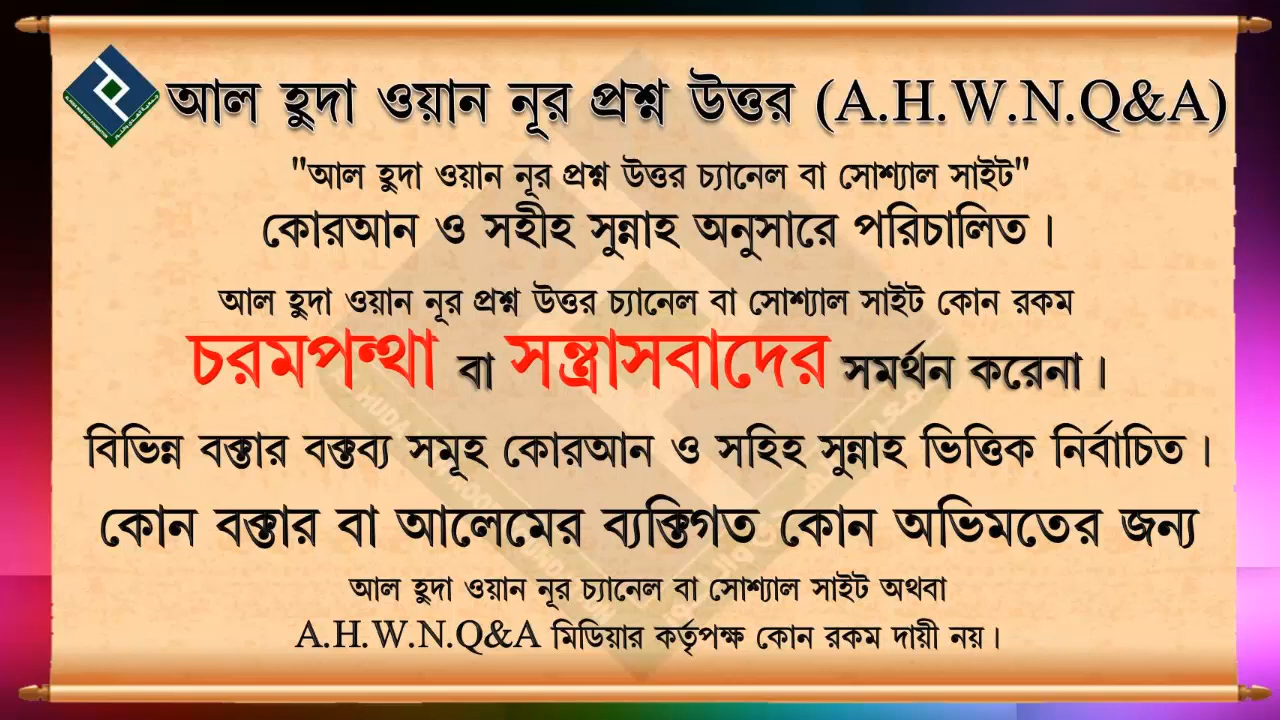 আল হুদা ওয়ান নূর প্রশ্ন উত্তর (A.H.W.N.Q&A)
"আল হুদা ওয়ান নূর প্রশ্ন উত্তর চ্যানেল বা সোশ্যাল সাইট"
কোরআন ও সহীহ সুন্নাহ অনুসারে পরিচালিত।
আল হুদা ওয়ান নূর প্রশ্ন উত্তর চ্যানেল বা সোশ্যাল সাইট কোন রকম
চরমপন্থা বা সন্ত্রাসবাদের সমর্থন করেনা।
বিভিন্ন বক্তার বক্তব্য সমূহ কোরআন ও সহিহ সুন্নাহ ভিত্তিক নির্বাচিত।
কোন বক্তার বা আলেমের ব্যক্তিগত কোন অভিমতের জন্য
আল হুদা ওয়ান নূর চ্যানেল বা সোশ্যাল সাইট অথবা
A.H.W.N.Q&A মিডিয়ার কর্তৃপক্ষ কোন রকম দায়ী নয়।